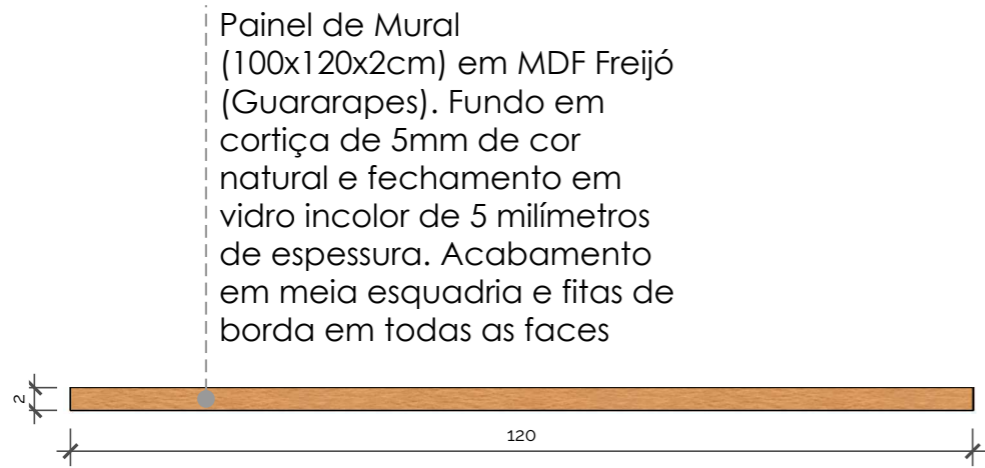 Painel de Mural
(100x120x2cm) em MDF Freijó
(Guararapes). Fundo em
cortiça de 5mm de cor
natural e fechamento em
vidro incolor de 5 milímetros
de espessura. Acabamento
em meia esquadria e fitas de
borda em todas as faces
2
120